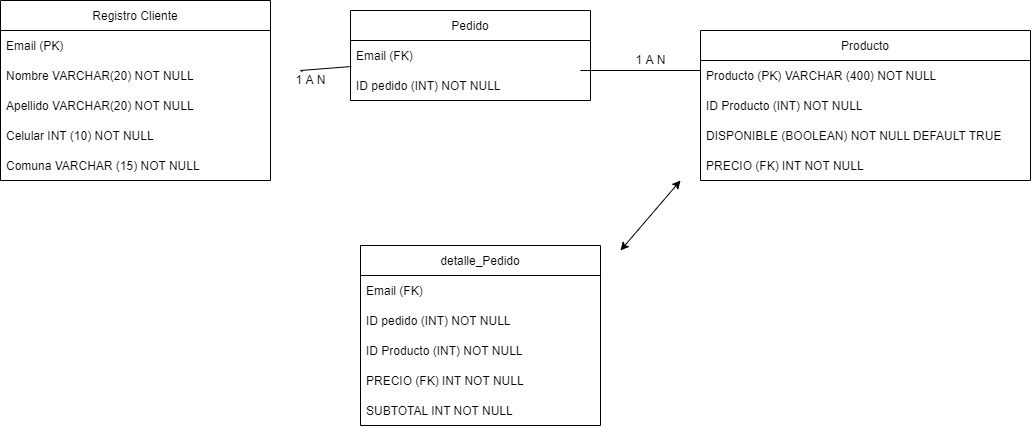 Registro Cliente
Email (PK)
Nombre VARCHAR(20) NOT NULL
Apellido VARCHAR(20) NOT NULL
Celular INT (10) NOT NULL
Comuna VARCHAR (15) NOT NULL
1 A N
Pedido
Email (FK)
ID pedido (INT) NOT NULL
1 A N
Producto
Producto (PK) VARCHAR (400) NOT NULL
ID Producto (INT) NOT NULL
DISPONIBLE (BOOLEAN) NOT NULL DEFAULT TRUE
PRECIO (FK) INT NOT NULL
detalle_Pedido
Email (FK)
ID pedido (INT) NOT NULL
ID Producto (INT) NOT NULL
PRECIO (FK) INT NOT NULL
SUBTOTAL INT NOT NULL